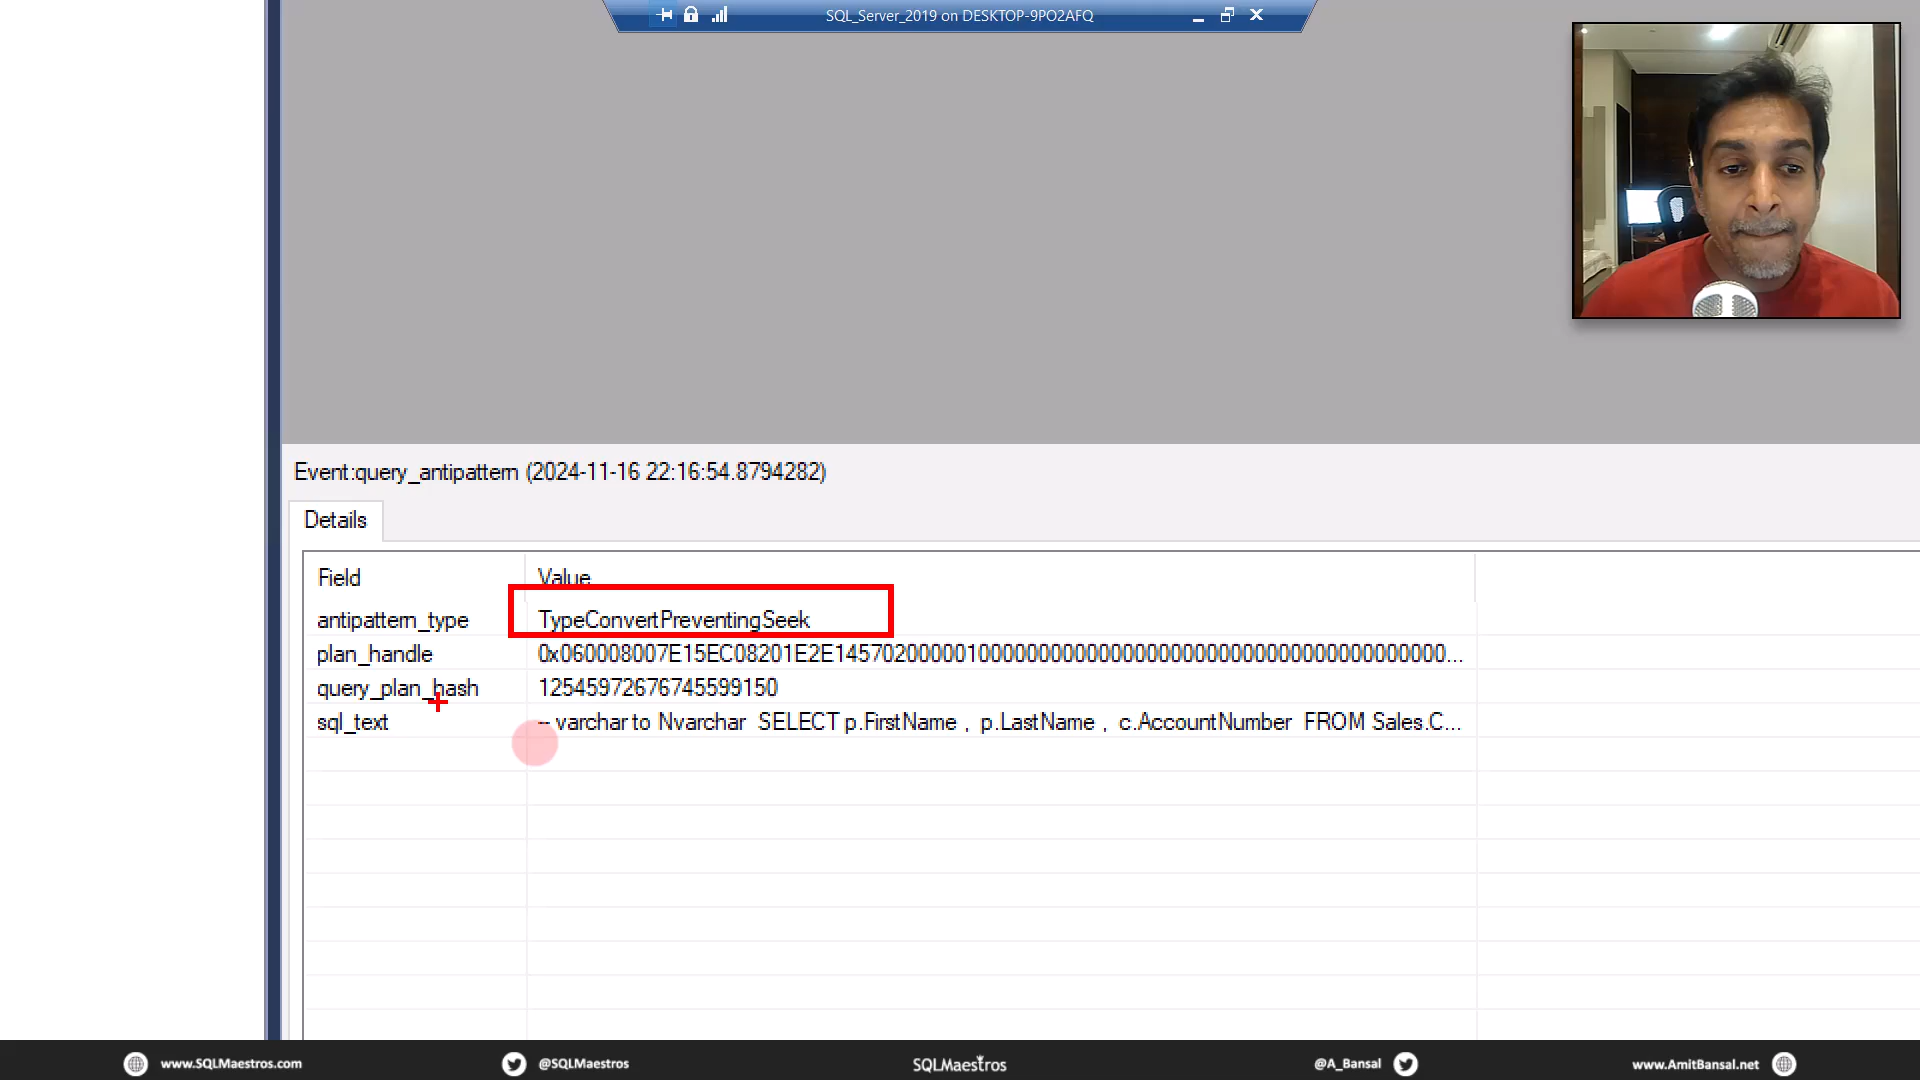 SQL_Server_2019 on DESKTOP-9PO2AFQ
Event:query_antipattern (2024-11-16 22:16:54.8794282)
Details
Field Value
antipattern_type TypeConvertPreventingSeek
plan_handle
query_plan_hash 12545972676745599150
sql_text -- varchar to Nvarchar SELECT p.FirstName , p.LastName , c.AccountNumber FROM Sales.C...
www.SQLMaestros.com @SQLMaestros SQLMaestros @A_Bansal www.AmitBansal.net